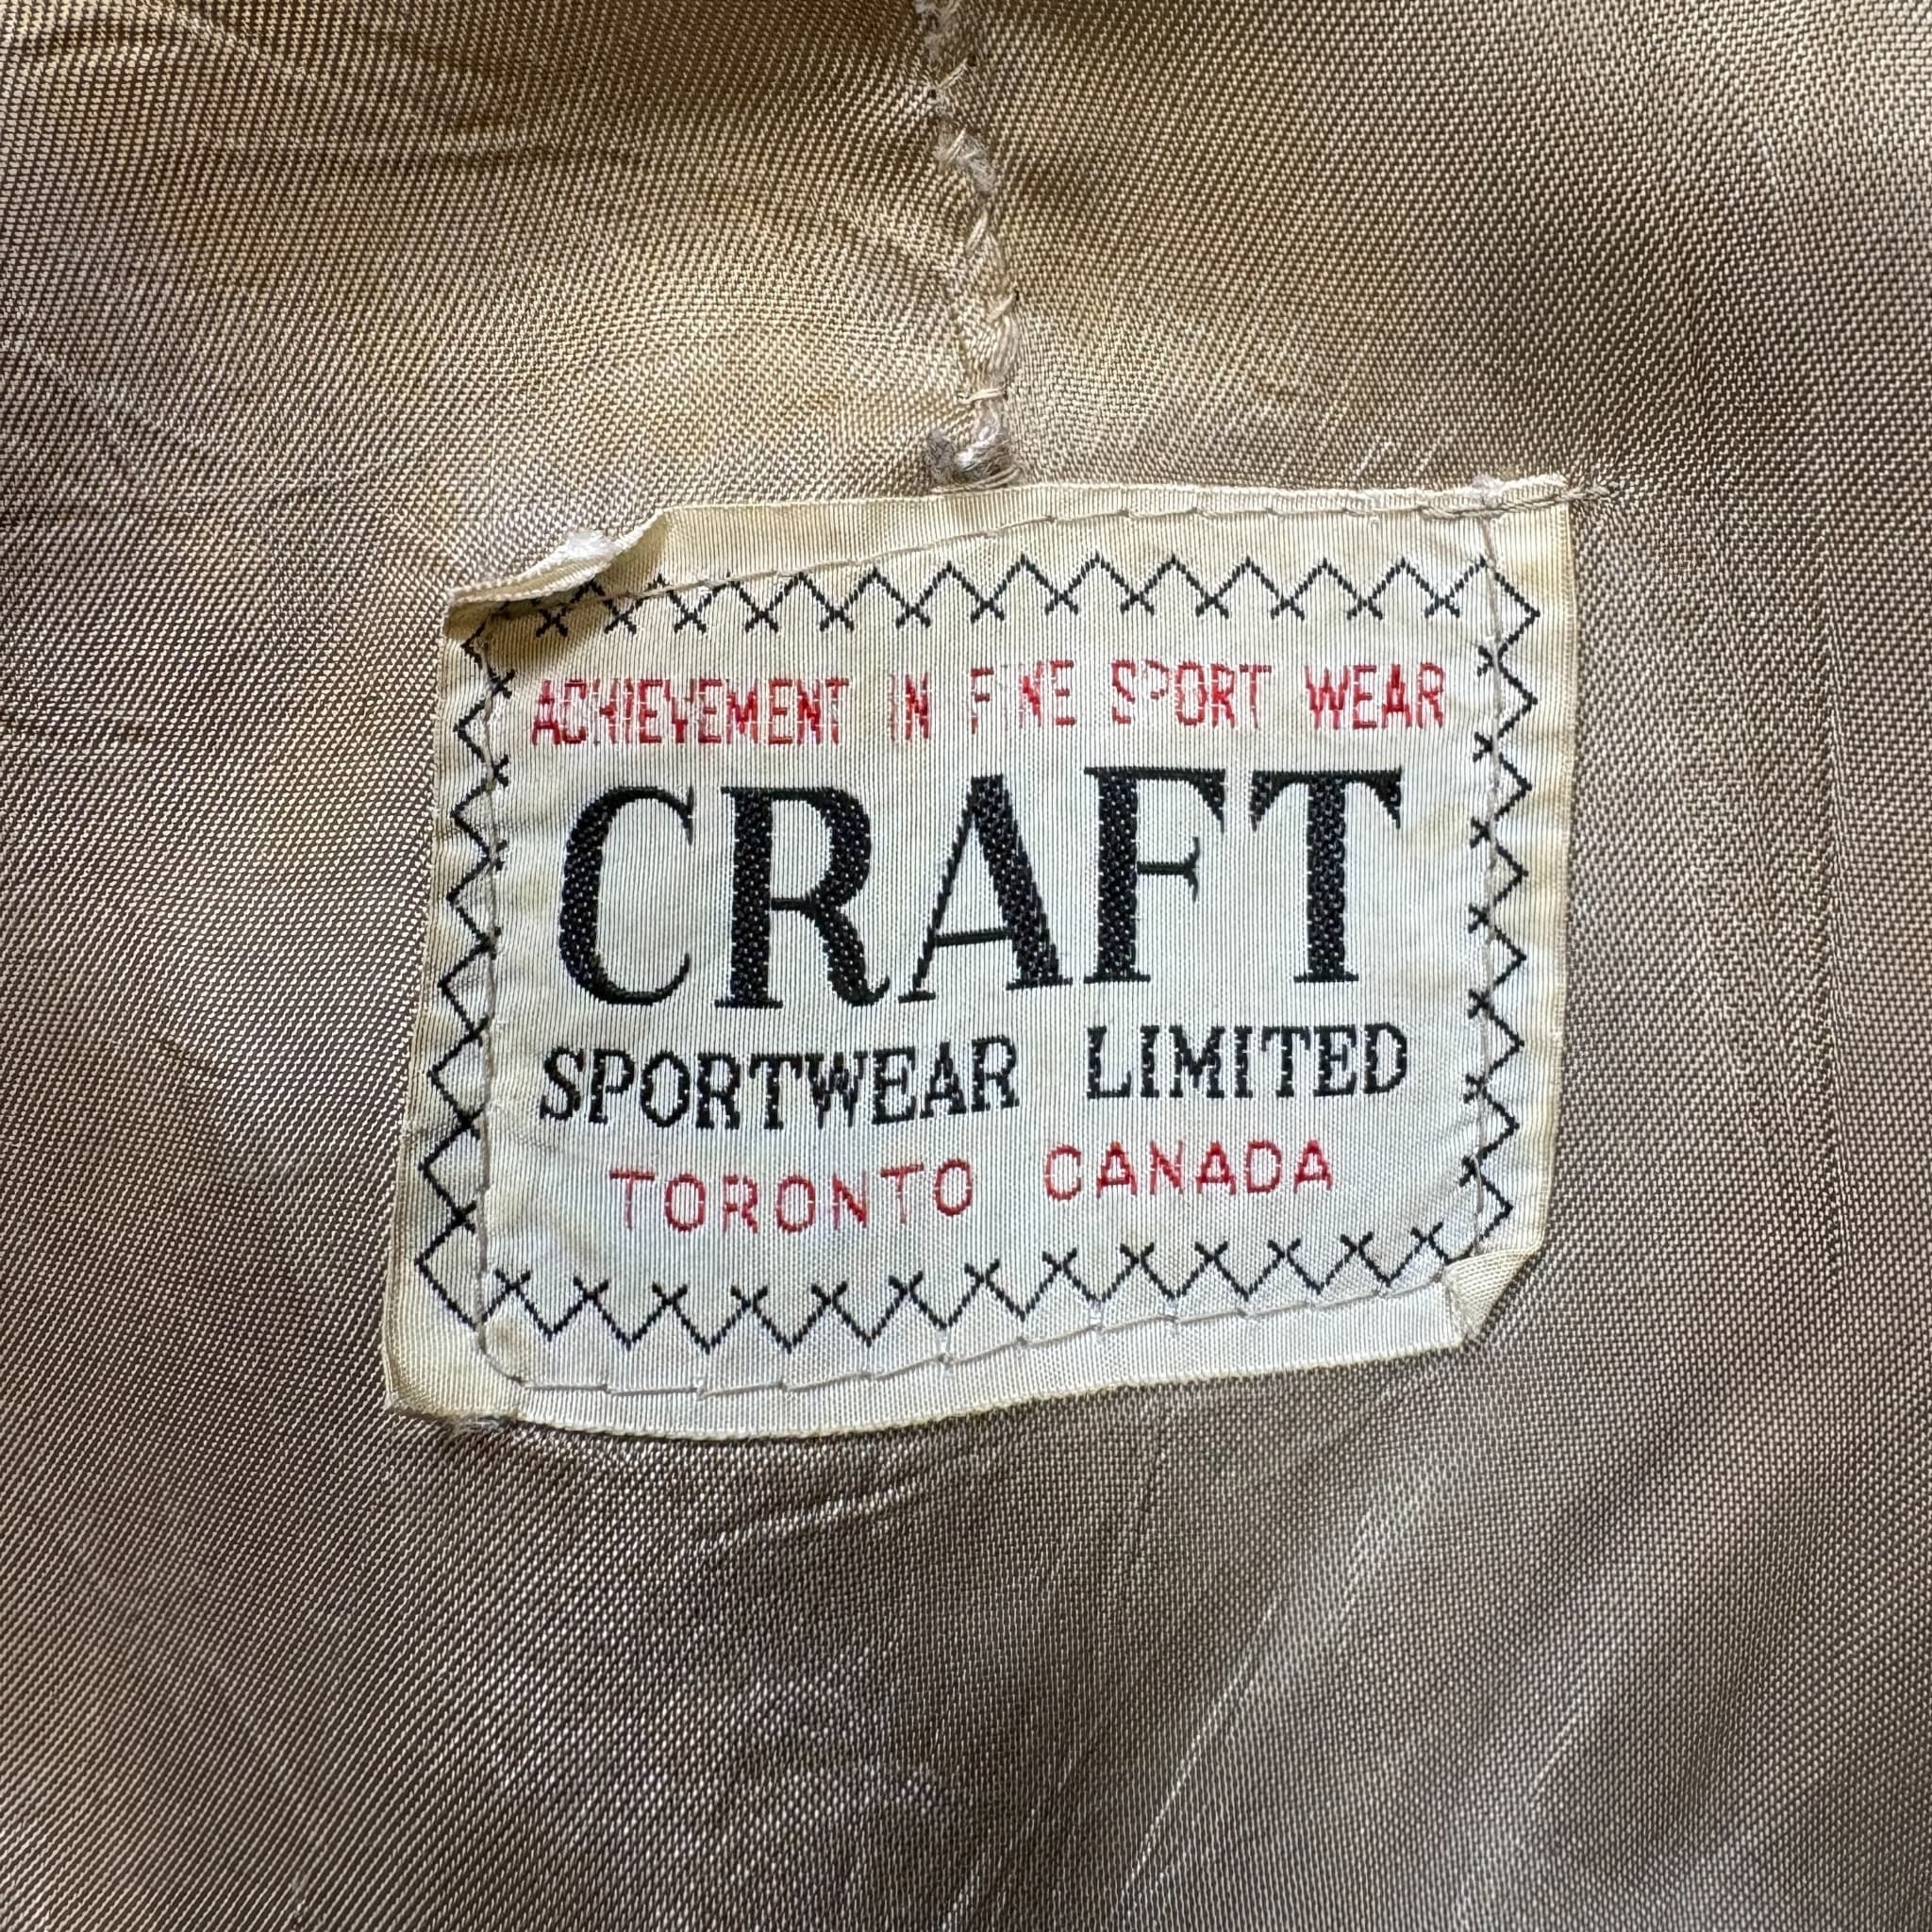 ACHIEVEMENT IN FINE SPORT WEAR
CRAFT
SPORTWEAR LIMITED
TORONTO CANADA